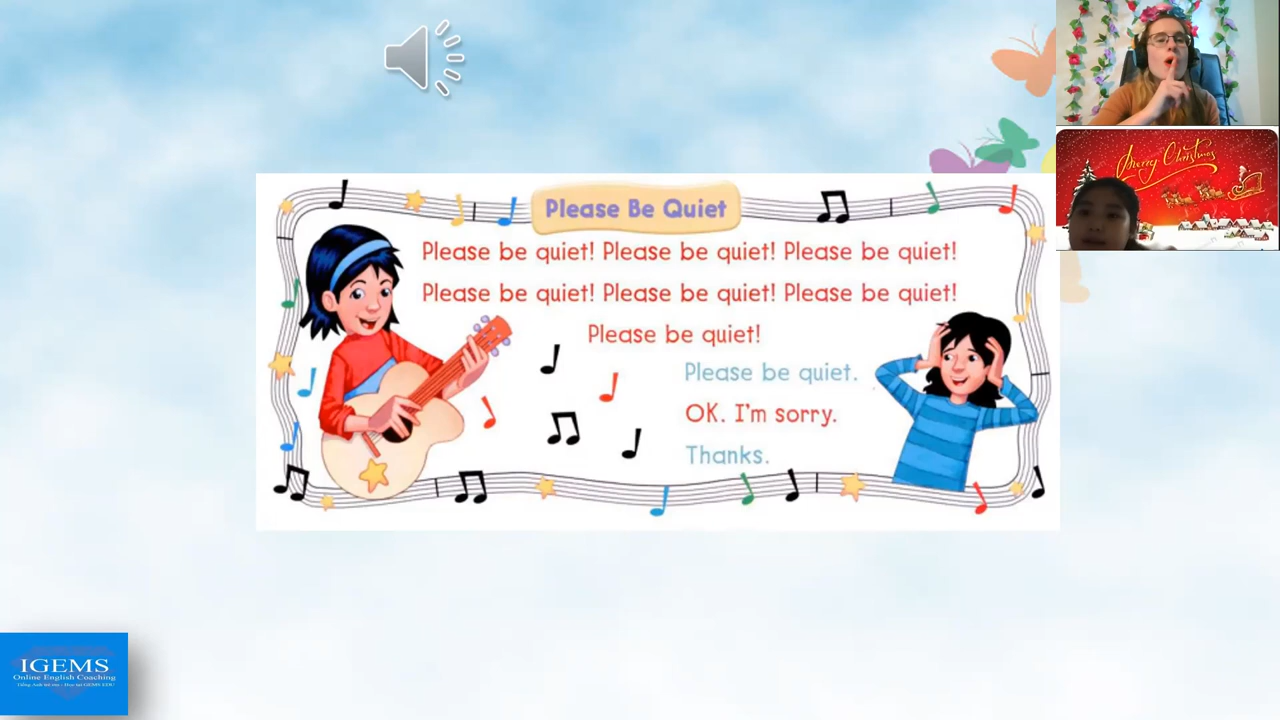 Merry Christmas
Please Be Quiet
Please be quiet! Please be quiet! Please be quiet!
Please be quiet! Please be quiet! Please be quiet!
Please be quiet!
Please be quiet.
OK. I'm sorry.
Thanks.
IGEMS
Online English Coaching